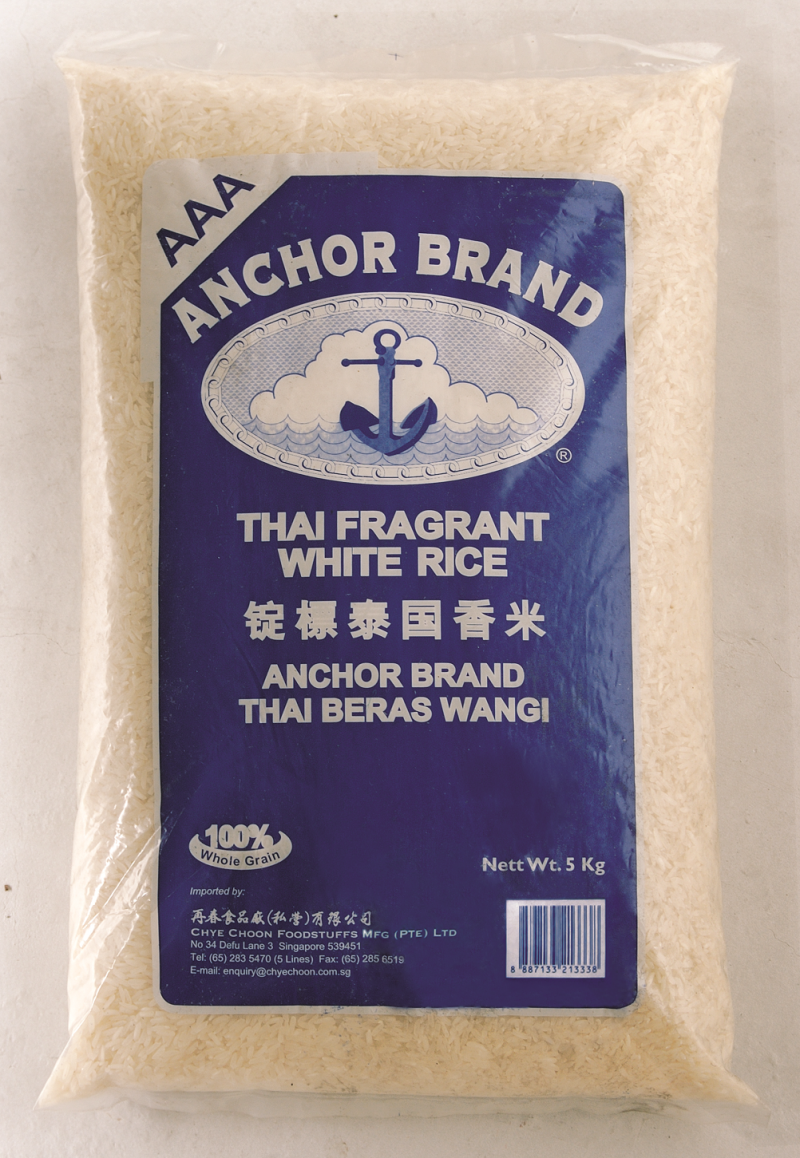 AAA
ANCHOR BRAND
®
THAI FRAGRANT
WHITE RICE
锭標泰国香米
ANCHOR BRAND
THAI BERAS WANGI
100%
Whole Grain
Nett Wt. 5 Kg
Imported by:
再春食品廠(私营)有限公司
CHYE CHOON FOODSTUFFS MFG (PTE) LTD
No 34 Defu Lane 3 Singapore 539451
Tel: (65) 283 5470 (5 Lines) Fax: (65) 285 6519
E-mail: enquiry@chyechoon.com.sg
8 887133 213338